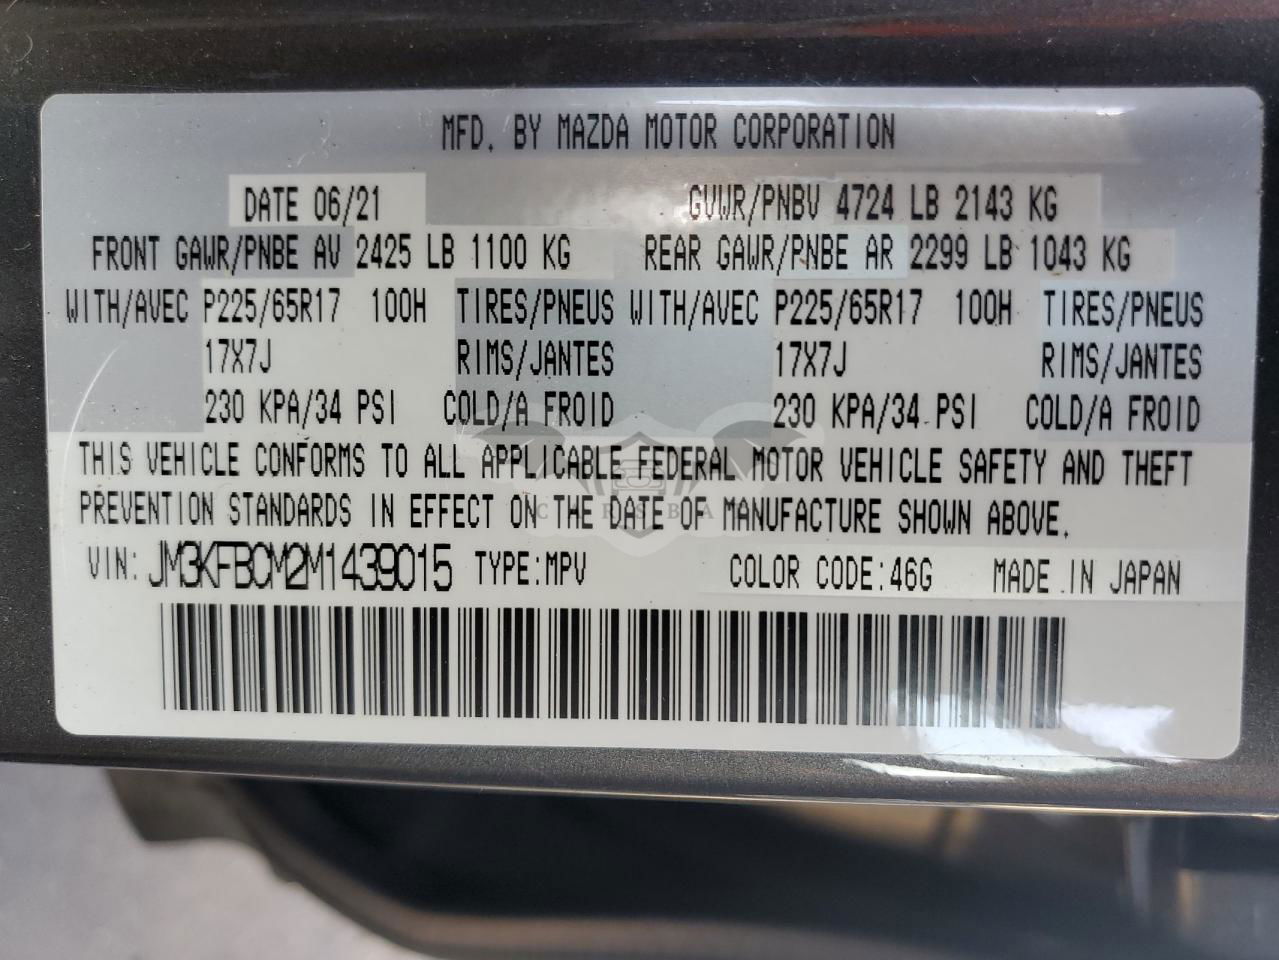 MFD. BY MAZDA MOTOR CORPORATION
DATE 06/21 GVWR/PNBV 4724 LB 2143 KG
FRONT GAWR/PNBE AV 2425 LB 1100 KG REAR GAWR/PNBE AR 2299 LB 1043 KG
WITH/AVEC P225/65R17 100H TIRES/PNEUS WITH/AVEC P225/65R17 100H TIRES/PNEUS
17X7J RIMS/JANTES 17X7J RIMS/JANTES
230 KPA/34 PSI COLD/A FROID 230 KPA/34 PSI COLD/A FROID
THIS VEHICLE CONFORMS TO ALL APPLICABLE FEDERAL MOTOR VEHICLE SAFETY AND THEFT
PREVENTION STANDARDS IN EFFECT ON THE DATE OF MANUFACTURE SHOWN ABOVE.
VIN: JM3KFBCM2M1439015 TYPE:MPV COLOR CODE:46G MADE IN JAPAN